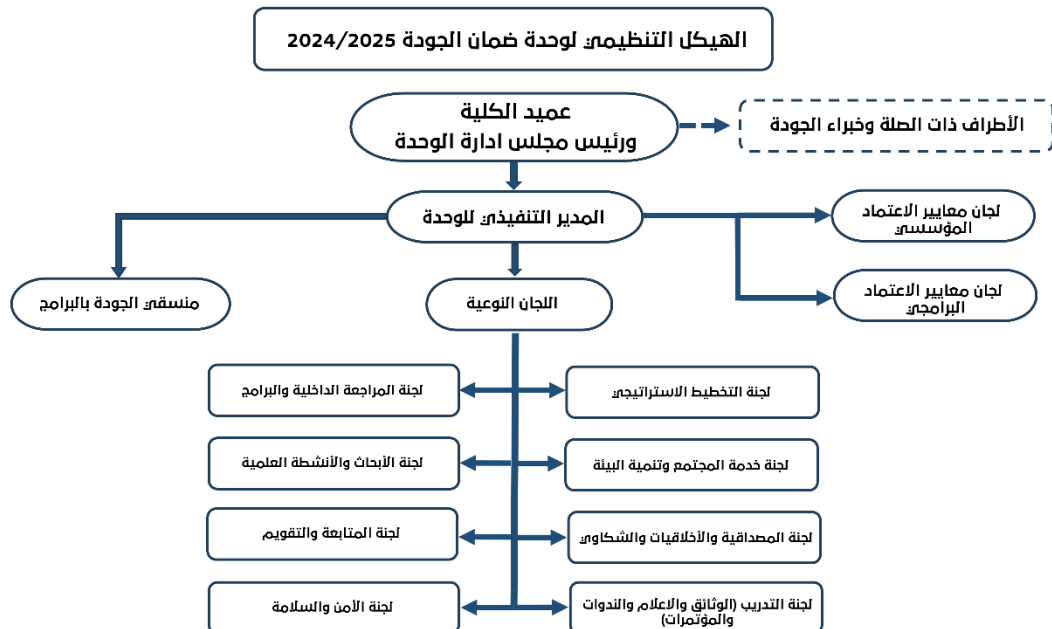 الهيكل التنظيمي لوحدة ضمان الجودة 2024/2025
عميد الكلية
ورئيس مجلس ادارة الوحدة
الأطراف ذات الصلة وخبراء الجودة
المدير التنفيذي للوحدة
لجان معايير الاعتماد
المؤسسي
لجان معايير الاعتماد
البرامجي
اللجان النوعية
منسقي الجودة بالبرامج
لجنة التخطيط الاستراتيجي
لجنة المراجعة الداخلية والبرامج
لجنة خدمة المجتمع وتنمية البيئة
لجنة الأبحاث والأنشطة العلمية
لجنة المصداقية والأخلاقيات والشكاوي
لجنة المتابعة والتقويم
لجنة التدريب (الوثائق والاعلام والندوات
والمؤتمرات)
لجنة الأمن والسلامة